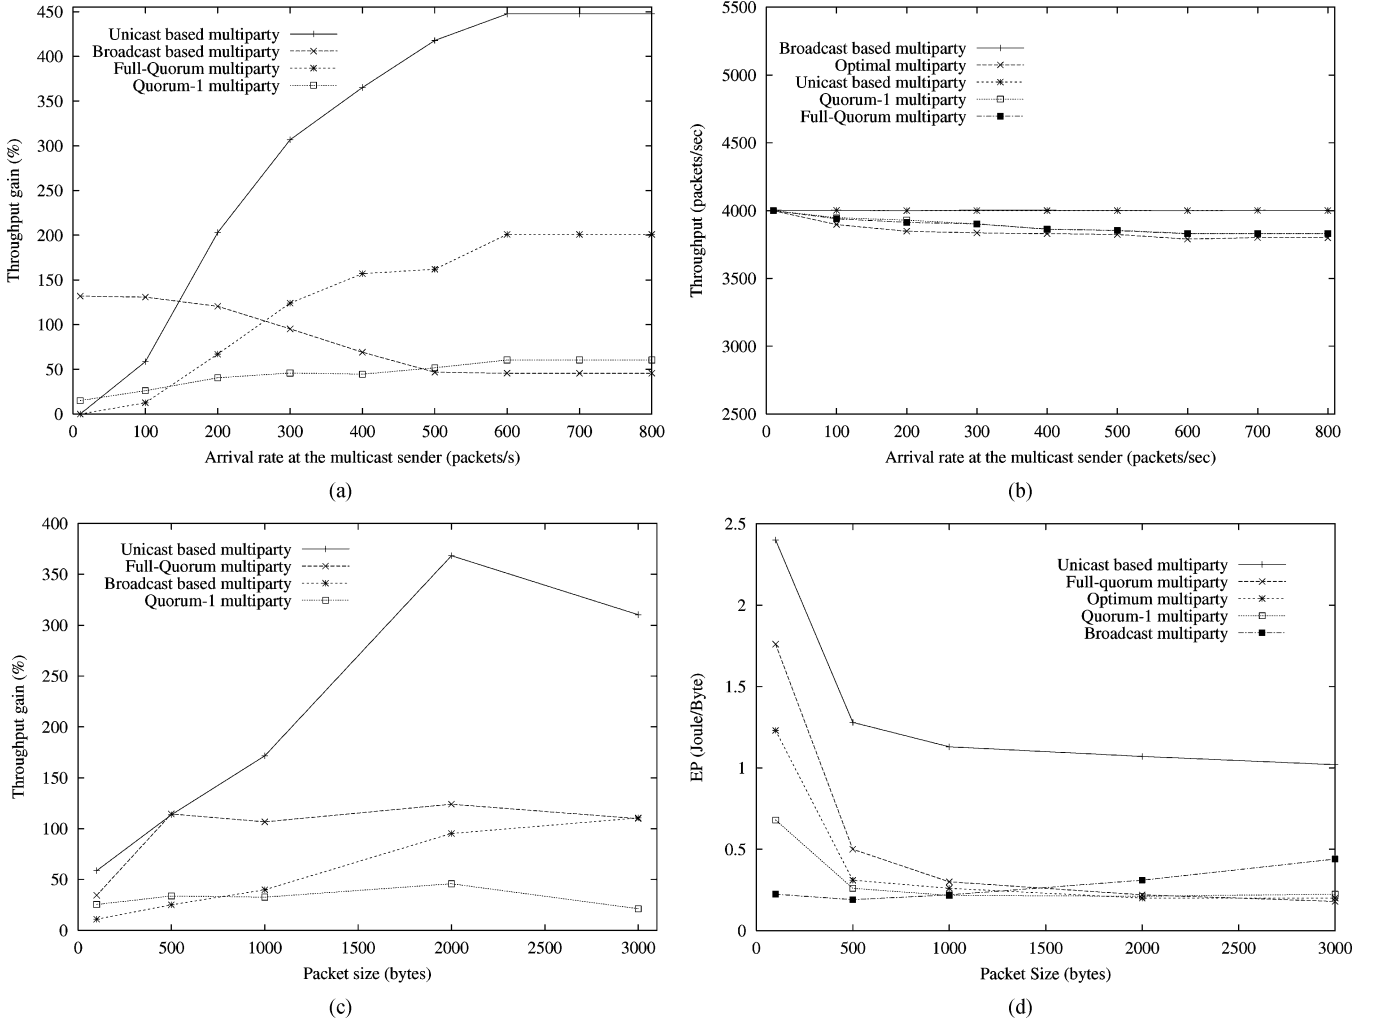 450
400
350
300
250
200
150
100
50
0
Throughput gain (%)
Unicast based multiparty
Broadcast based multiparty
Full-Quorum multiparty
Quorum-1 multiparty
0 100 200 300 400 500 600 700 800
Arrival rate at the multicast sender (packets/s)
(a)
5500
5000
4500
4000
3500
3000
2500
Throughput (packets/sec)
Broadcast based multiparty
Optimal multiparty
Unicast based multiparty
Quorum-1 multiparty
Full-Quorum multiparty
0 100 200 300 400 500 600 700 800
Arrival rate at the multicast sender (packets/sec)
(b)
400
350
300
250
200
150
100
50
0
Throughput gain (%)
Unicast based multiparty
Full-Quorum multiparty
Broadcast based multiparty
Quorum-1 multiparty
0 500 1000 1500 2000 2500 3000
Packet size (bytes)
(c)
2.5
2
1.5
1
0.5
0
EP (Joule/Byte)
Unicast based multiparty
Full-quorum multiparty
Optimum multiparty
Quorum-1 multiparty
Broadcast multiparty
0 500 1000 1500 2000 2500 3000
Packet Size (bytes)
(d)